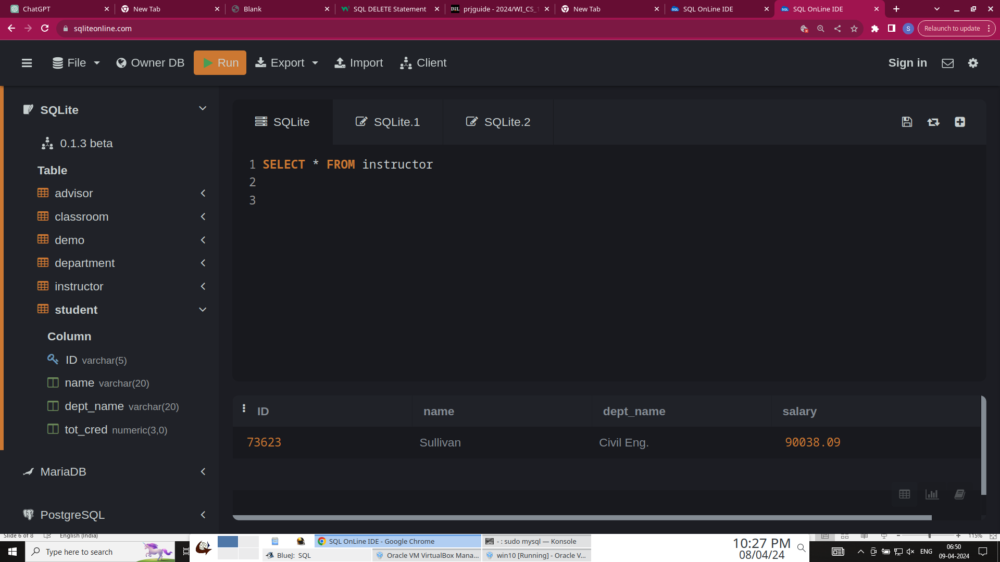 ChatGPT
New Tab
Blank
SQL DELETE Statement
D2L prjguide - 2024/WI_CS_
New Tab
SQL OnLine IDE
SQL OnLine IDE
sqliteonline.com
S
Relaunch to update
File
Owner DB
Run
Export
Import
Client
Sign in
SQLite
0.1.3 beta
Table
advisor
classroom
demo
department
instructor
student
Column
ID varchar(5)
name varchar(20)
dept_name varchar(20)
tot_cred numeric(3,0)
MariaDB
PostgreSQL
SQLite
SQLite.1
SQLite.2
1 SELECT * FROM instructor
2
3
ID name dept_name salary
73623 Sullivan Civil Eng. 90038.09
Slide 6 of 8 English (India)
115%
Type here to search
SQL OnLine IDE - Google Chrome
- : sudo mysql — Konsole
BlueJ: SQL
Oracle VM VirtualBox Mana...
win10 [Running] - Oracle V...
10:27 PM
08/04/24
ENG
06:50
09-04-2024